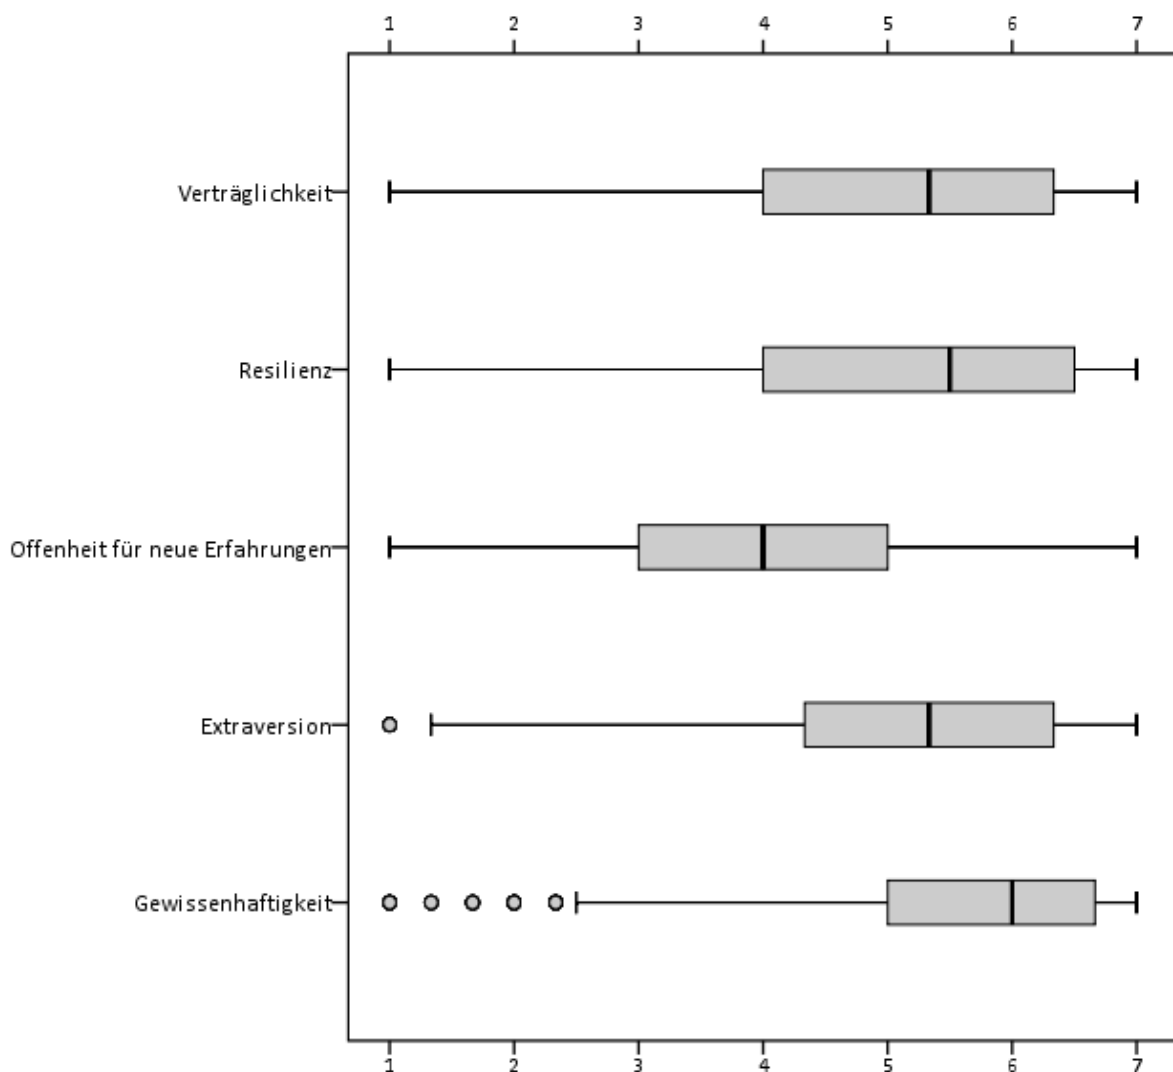 1 2 3 4 5 6 7
Verträglichkeit
Resilienz
Offenheit für neue Erfahrungen
Extraversion
Gewissenhaftigkeit
1 2 3 4 5 6 7